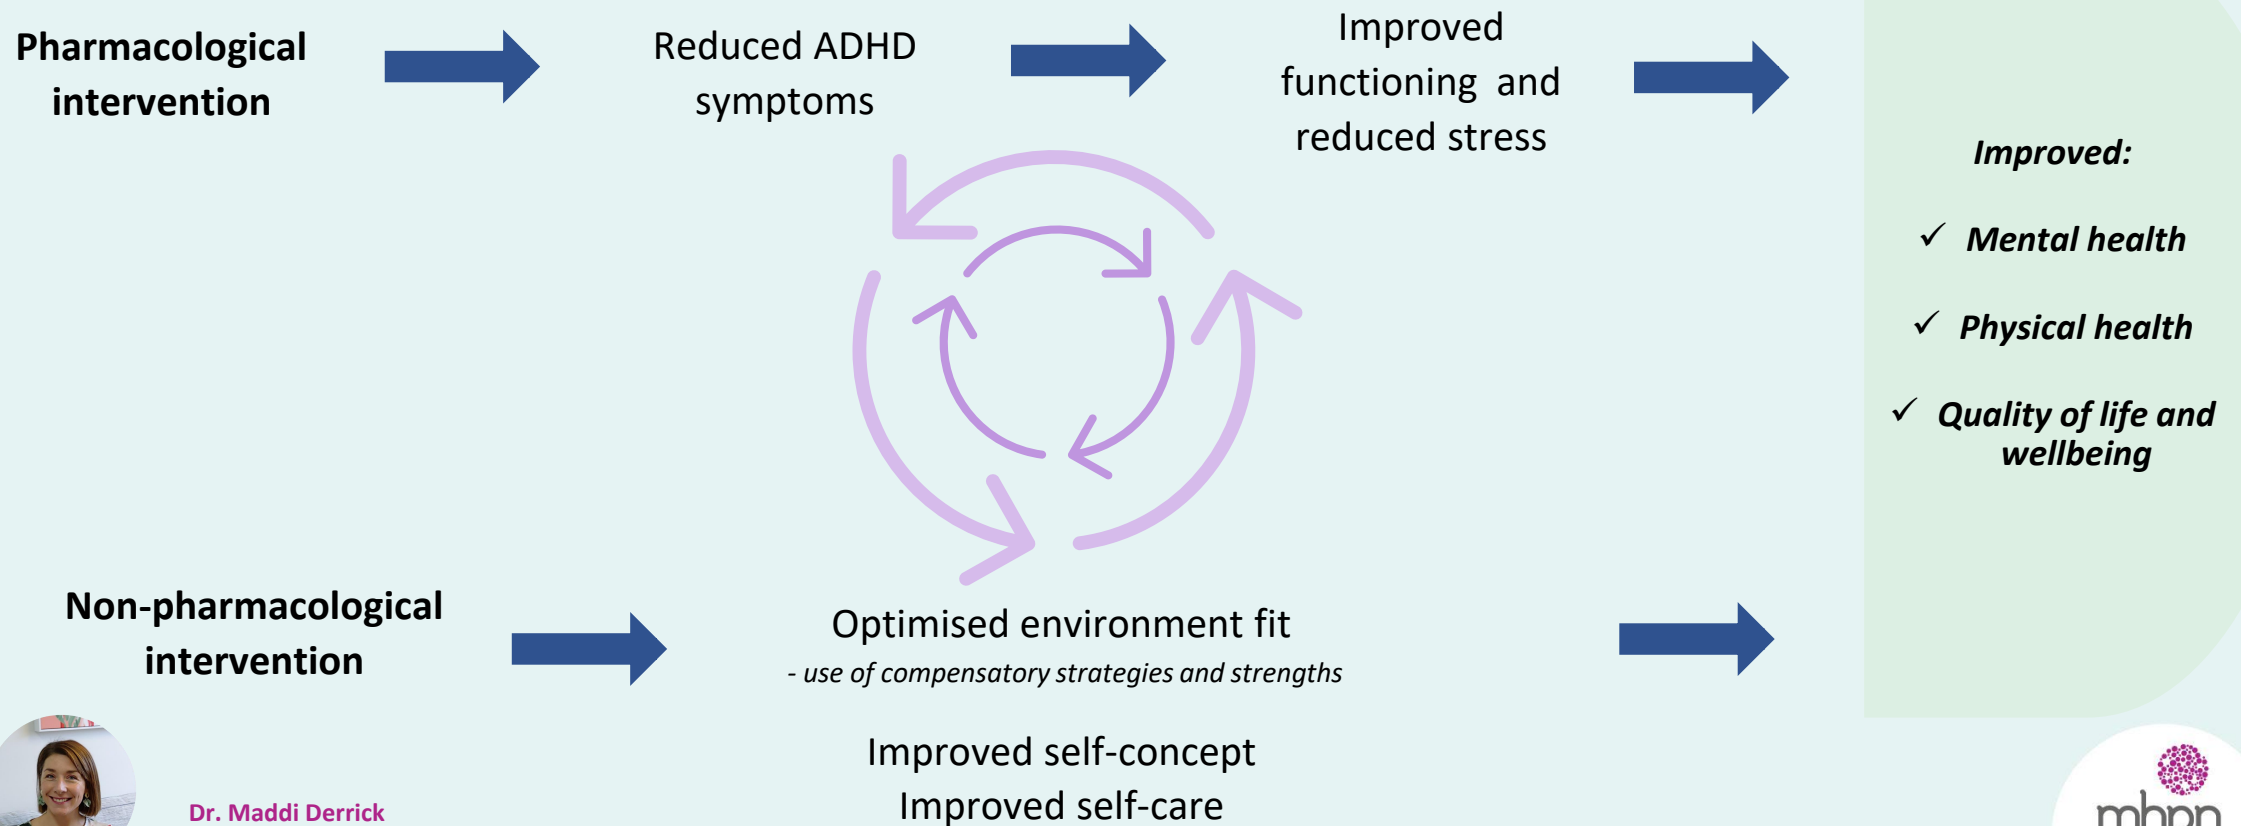 Pharmacological
intervention
Reduced ADHD
symptoms
Improved
functioning and
reduced stress
Improved:
✓ Mental health
✓ Physical health
✓ Quality of life and
wellbeing
Non-pharmacological
intervention
Optimised environment fit
- use of compensatory strategies and strengths
Improved self-concept
Improved self-care
Dr. Maddi Derrick
mhpn